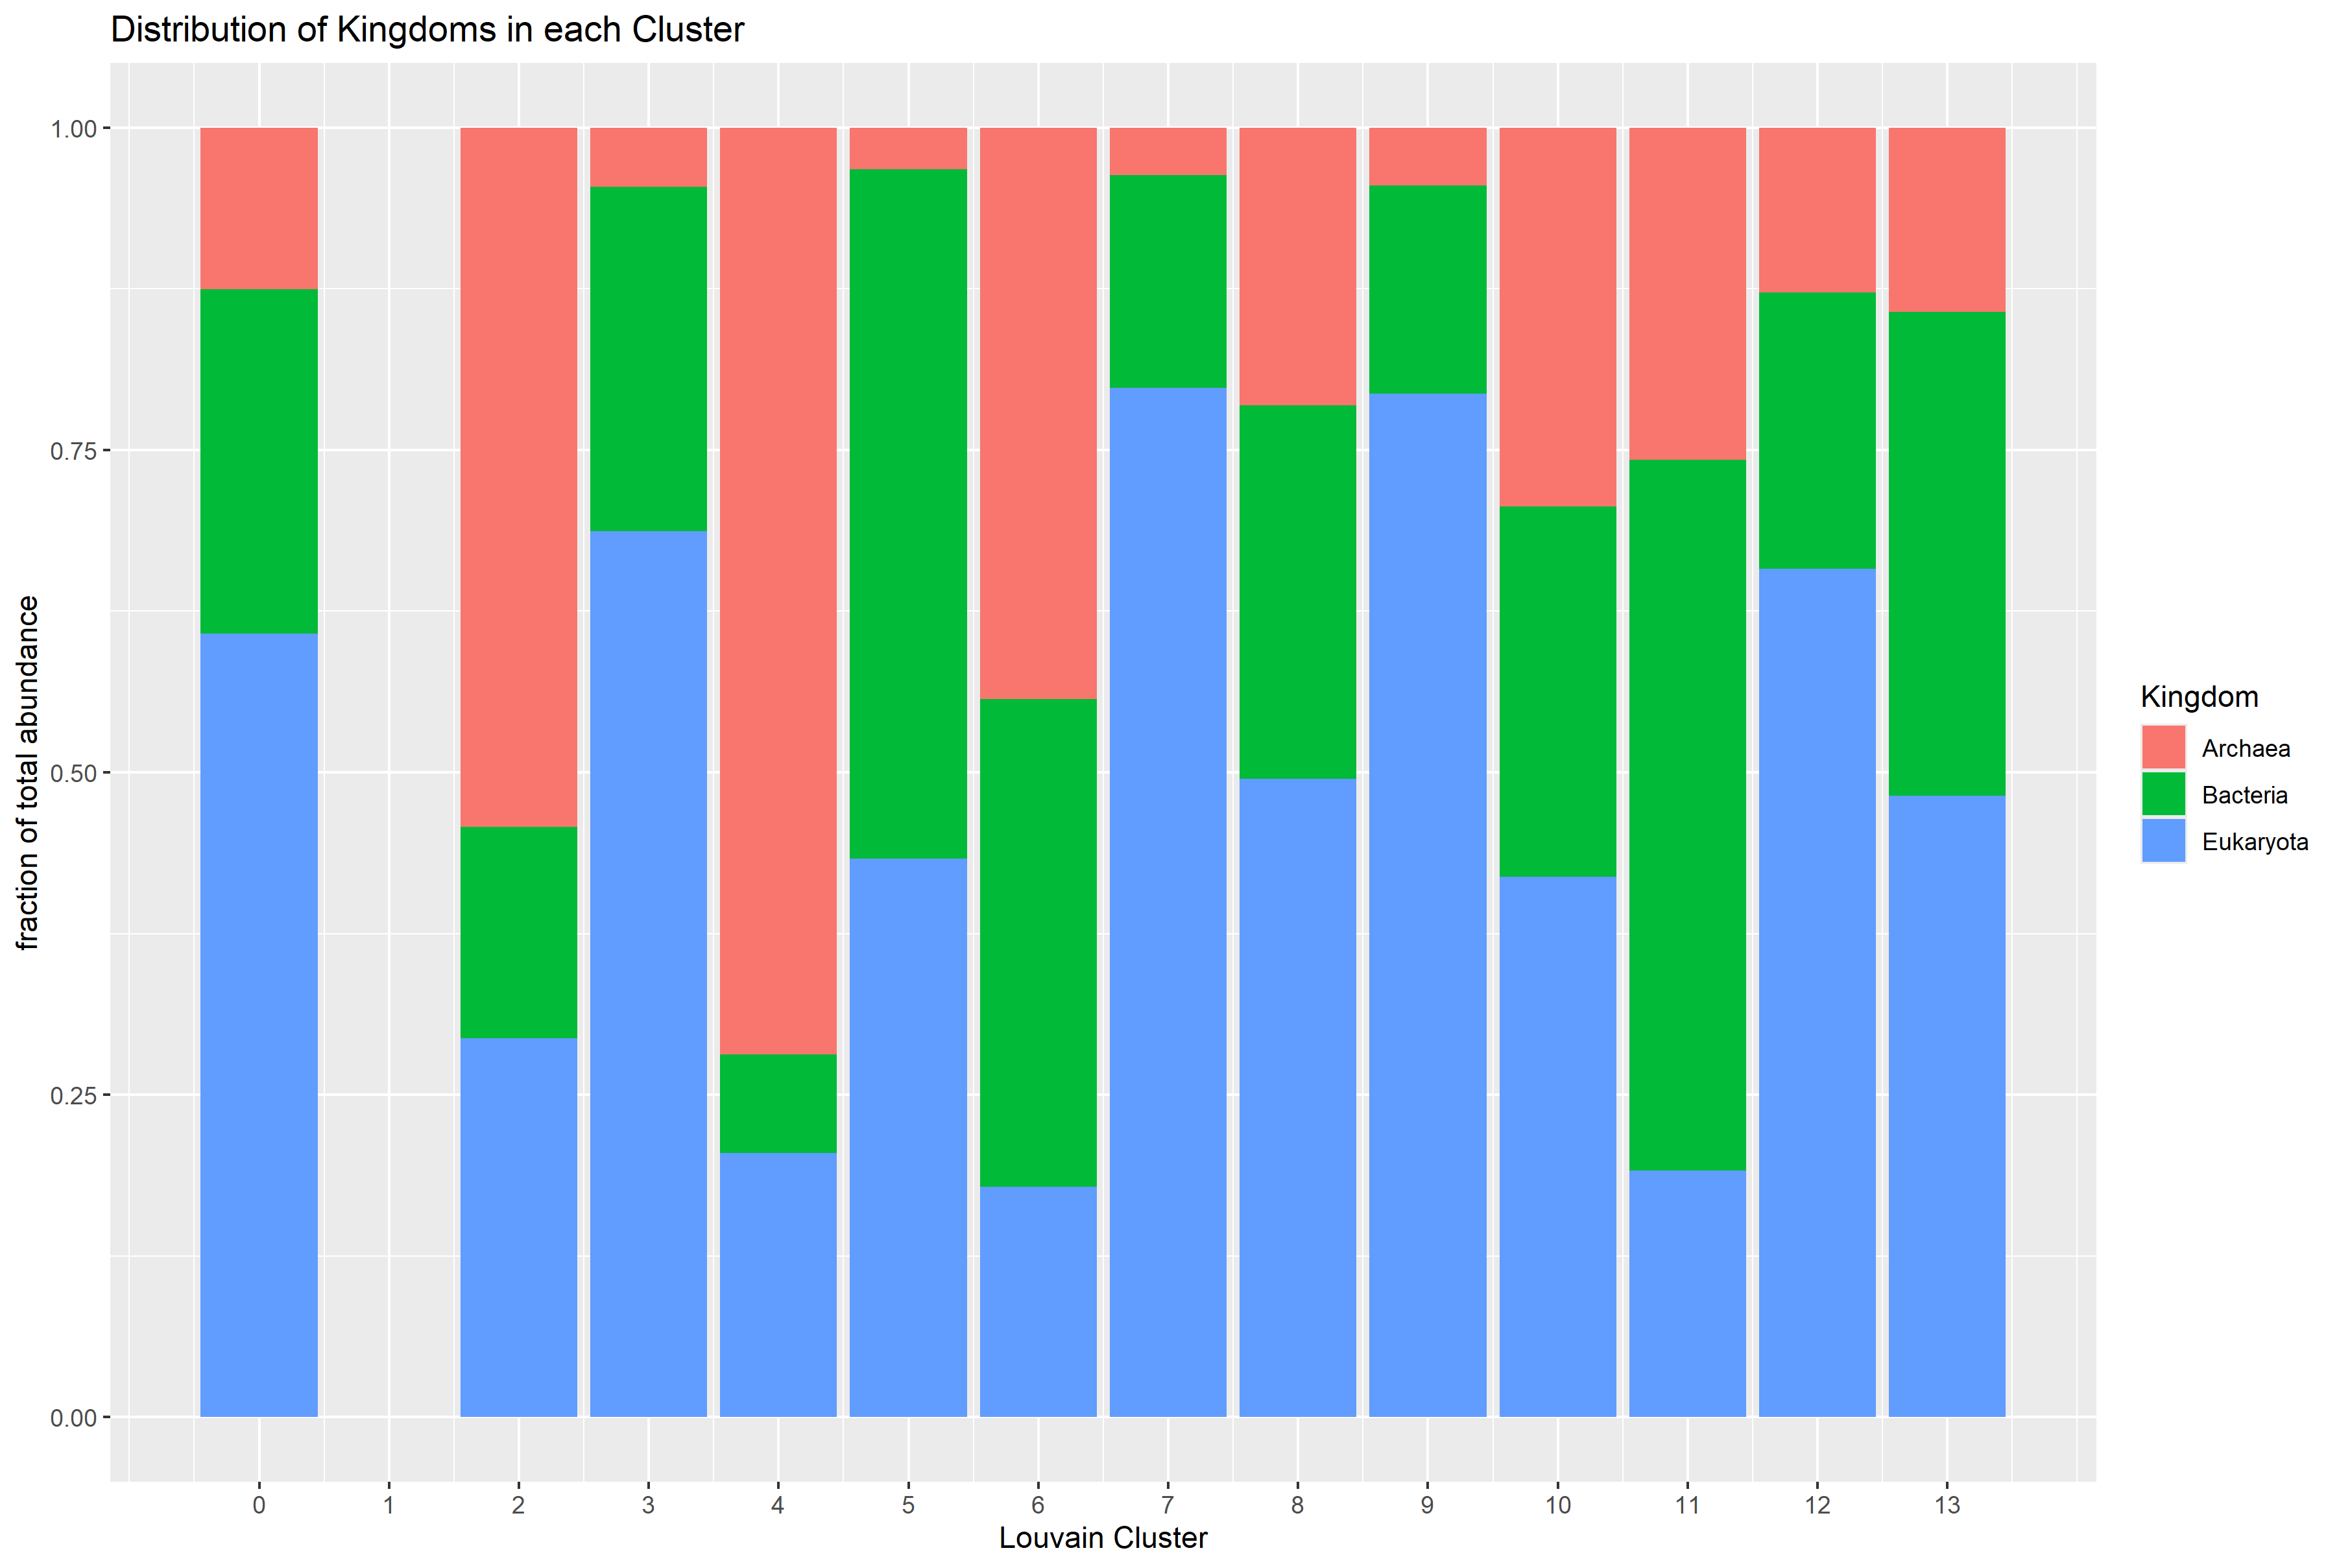 Distribution of Kingdoms in each Cluster
fraction of total abundance
1.00
0.75
0.50
0.25
0.00
0 1 2 3 4 5 6 7 8 9 10 11 12 13
Louvain Cluster
Kingdom
Archaea
Bacteria
Eukaryota